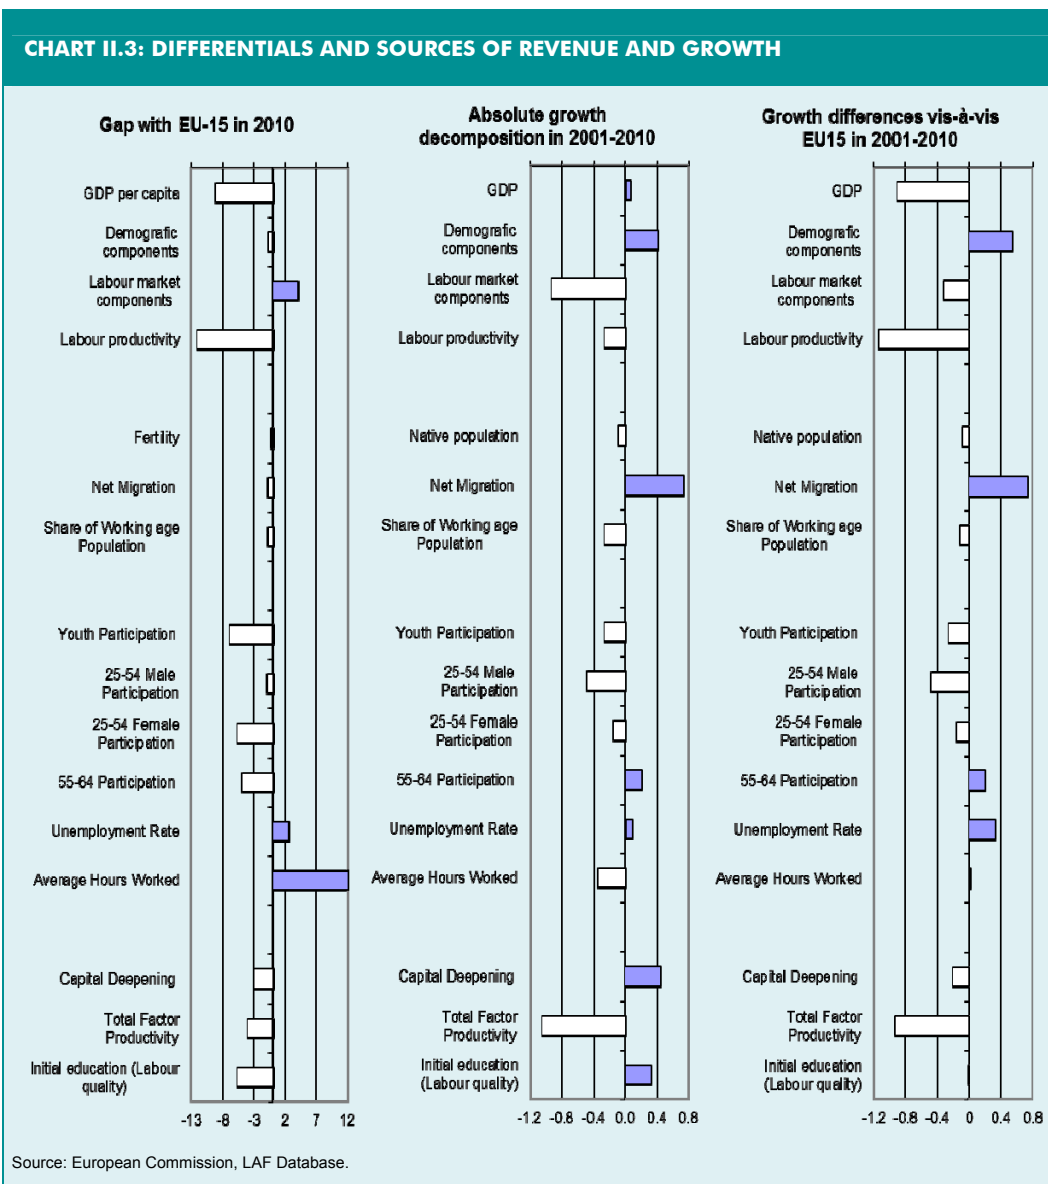 CHART II.3: DIFFERENTIALS AND SOURCES OF REVENUE AND GROWTH
Gap with EU-15 in 2010
GDP per capita
Demografic
components
Labour market
components
Labour productivity
Fertility
Net Migration
Share of Working age
Population
Youth Participation
25-54 Male
Participation
25-54 Female
Participation
55-64 Participation
Unemployment Rate
Average Hours Worked
Capital Deepening
Total Factor
Productivity
Initial education (Labour
quality)
-13 -8 -3 2 7 12
Absolute growth
decomposition in 2001-2010
GDP
Demografic
components
Labour market
components
Labour productivity
Native population
Net Migration
Share of Working age
Population
Youth Participation
25-54 Male
Participation
25-54 Female
Participation
55-64 Participation
Unemployment Rate
Average Hours Worked
Capital Deepening
Total Factor
Productivity
Initial education
(Labour quality)
-1.2 -0.8 -0.4 0.0 0.4 0.8
Growth differences vis-à-vis
EU15 in 2001-2010
GDP
Demografic
components
Labour market
components
Labour productivity
Native population
Net Migration
Share of Working age
Population
Youth Participation
25-54 Male
Participation
25-54 Female
Participation
55-64 Participation
Unemployment Rate
Average Hours Worked
Capital Deepening
Total Factor
Productivity
Initial education
(Labour quality)
-1.2 -0.8 -0.4 0 0.4 0.8
Source: European Commission, LAF Database.